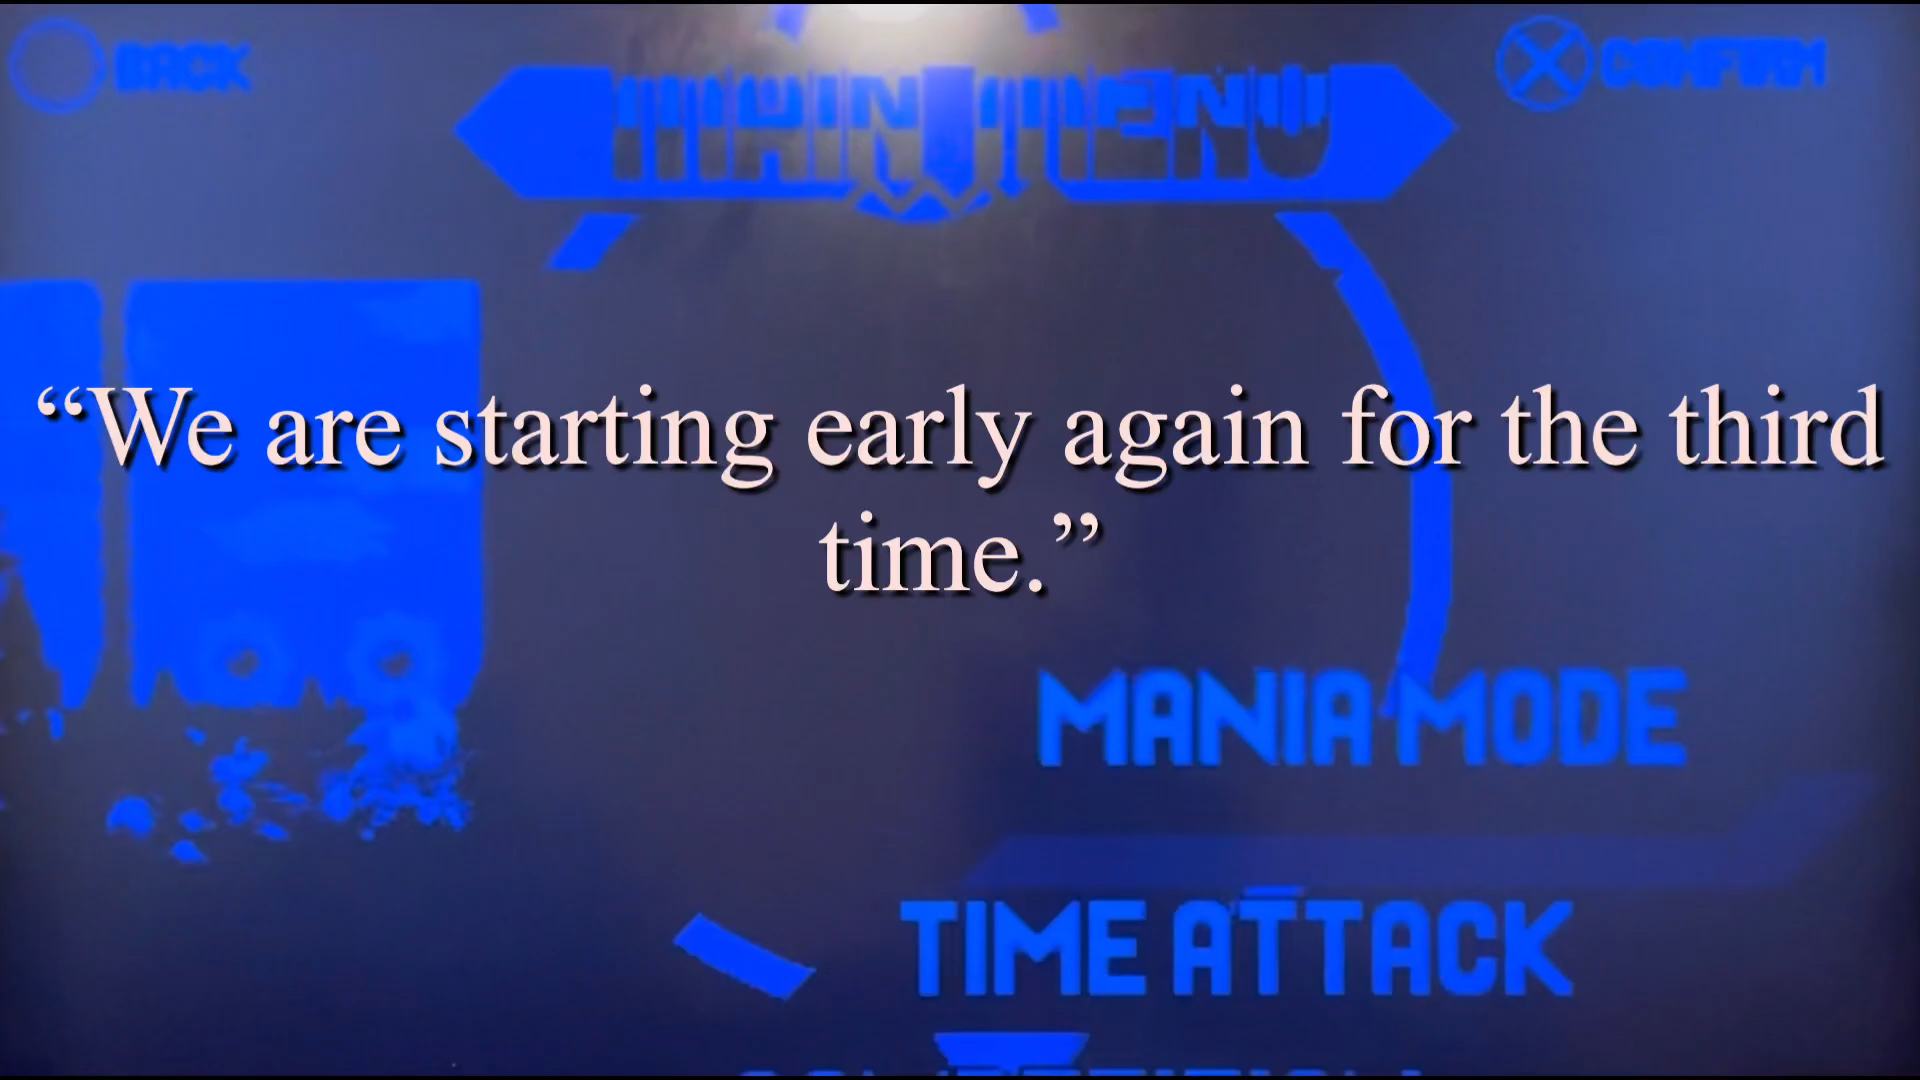 BACK
MAIN MENU
CONFIRM
“We are starting early again for the third
time.”
MANIA MODE
TIME ATTACK